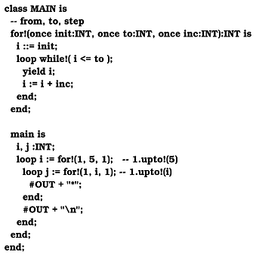 class MAIN is
-- from, to, step
for!(once init:INT, once to:INT, once inc:INT):INT is
i ::= init;
loop while!( i <= to );
yield i;
i := i + inc;
end;
end;
main is
i, j :INT;
loop i := for!(1, 5, 1);   -- 1.upto!(5)
loop j := for!(1, i, 1); -- 1.upto!(i)
#OUT + "*";
end;
#OUT + "\n";
end;
end;
end;